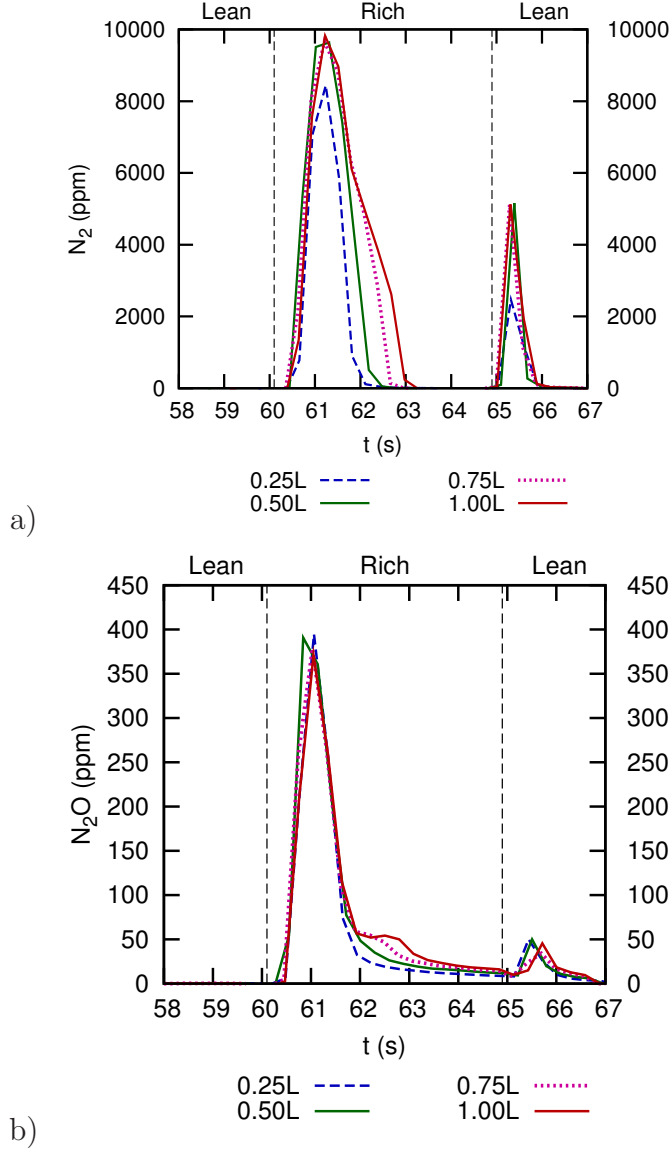 Lean Rich Lean
10000 10000
8000 8000
6000 6000
4000 4000
2000 2000
0 0
N2 (ppm)
58 59 60 61 62 63 64 65 66 67
t (s)
0.25L 0.75L
0.50L 1.00L
a)
Lean Rich Lean
450 450
400 400
350 350
300 300
250 250
200 200
150 150
100 100
50 50
0 0
N2O (ppm)
58 59 60 61 62 63 64 65 66 67
t (s)
0.25L 0.75L
0.50L 1.00L
b)